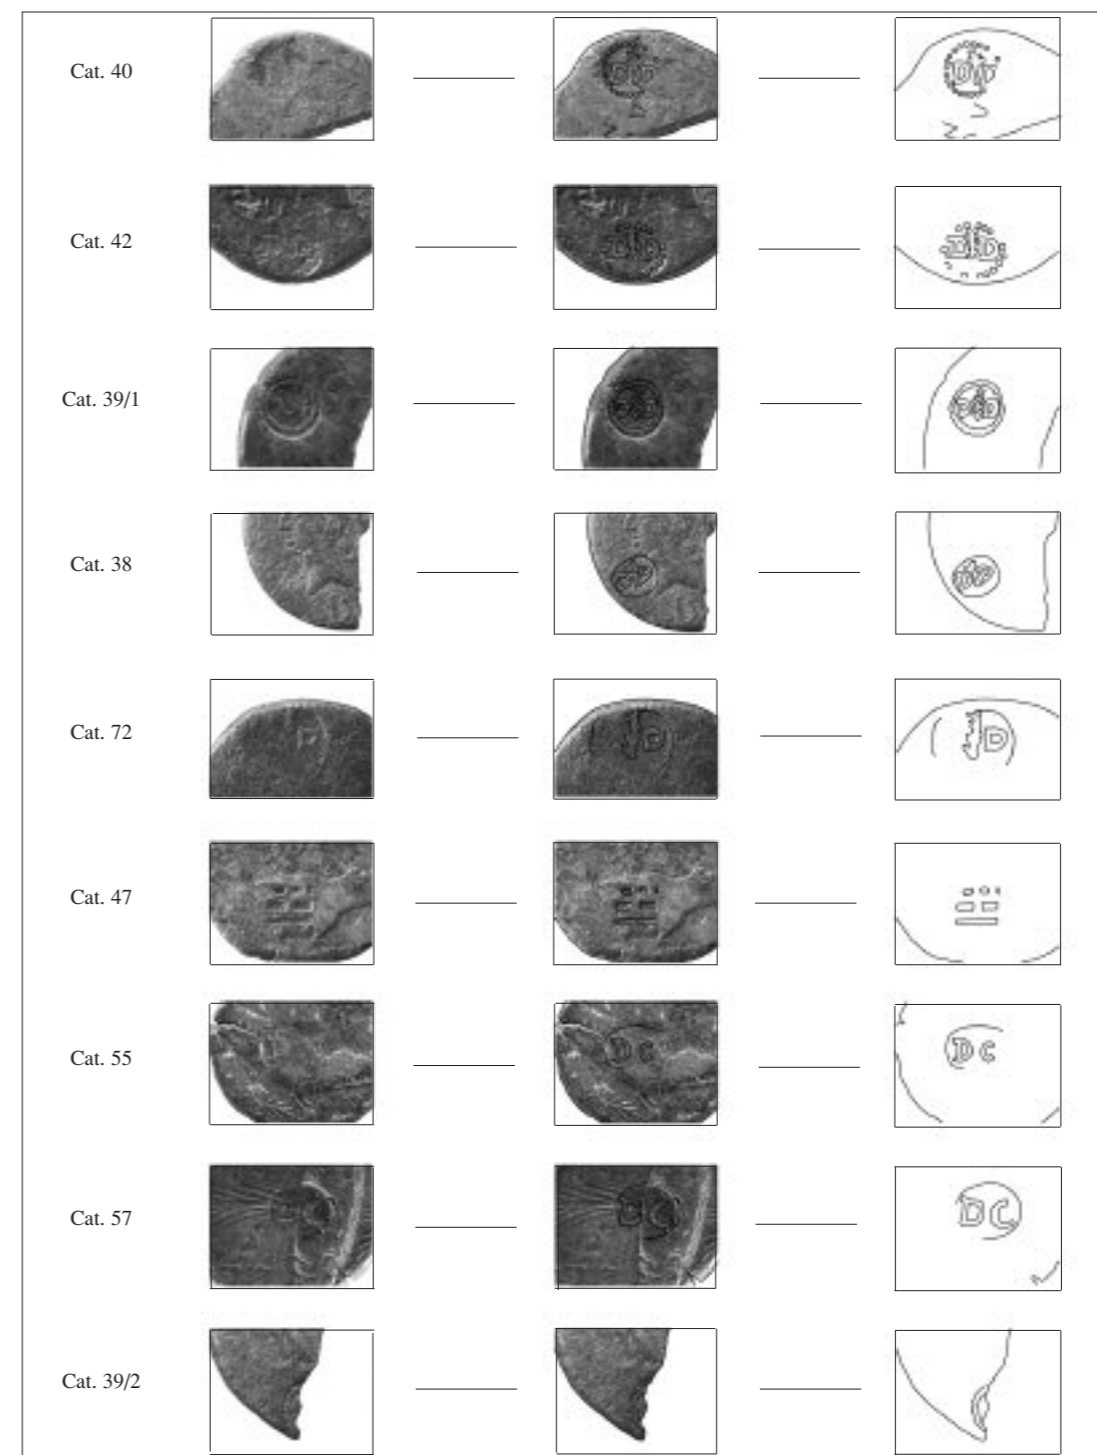 Cat. 40
Cat. 42
Cat. 39/1
Cat. 38
D
Cat. 72
D
Cat. 47
Cat. 55
D C
D C
Cat. 57
D C
D C
Cat. 39/2